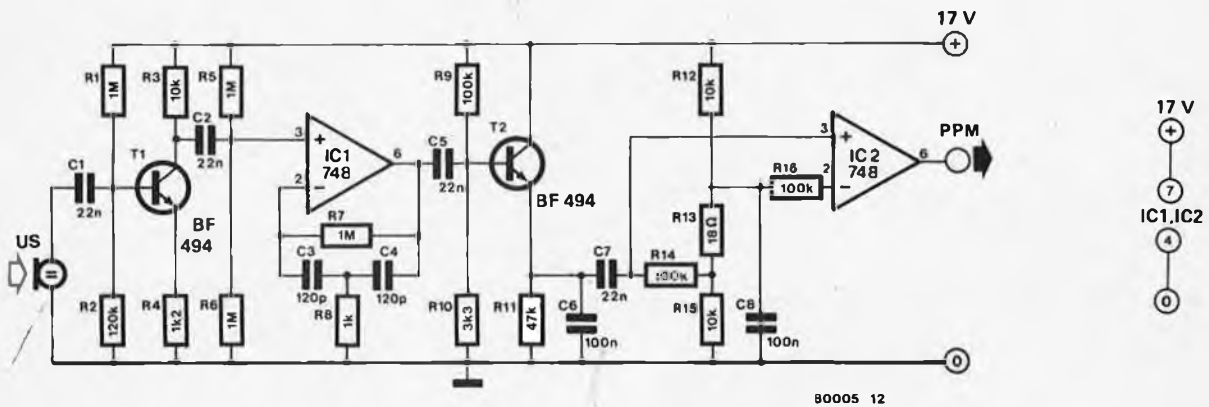 17 V
+
R1
1M
R3
10k
R5
1M
C2
22n
C1
22n
T1
BF
494
US
R2
120k
R4
1k2
R6
1M
3
+
2
−
IC1
748
6
R7
1M
C3
120p
C4
120p
R8
1k
C5
22n
R9
100k
T2
BF 494
R10
3k3
R11
47k
C6
100n
C7
22n
R12
10k
R13
18Ω
R14
R15
10k
R16
100k
C8
100n
3
+
2
−
IC2
748
6
PPM
0
17 V
+
7
IC1,IC2
4
0
80005 12